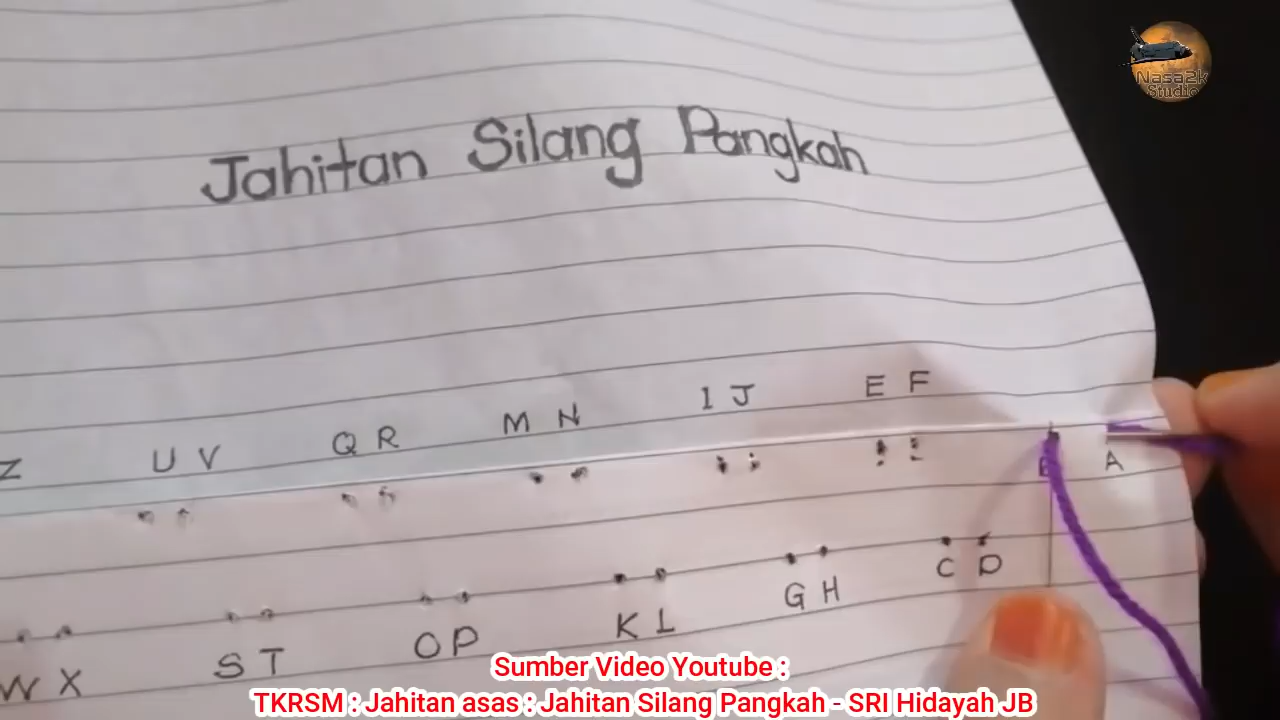 Nasa2k
Studio
Jahitan Silang Pangkah
E F
I J
M N
Q R
U V
Z
B A
C D
G H
K L
O P
S T
W X
Sumber Video Youtube :
TKRSM : Jahitan asas : Jahitan Silang Pangkah - SRI Hidayah JB